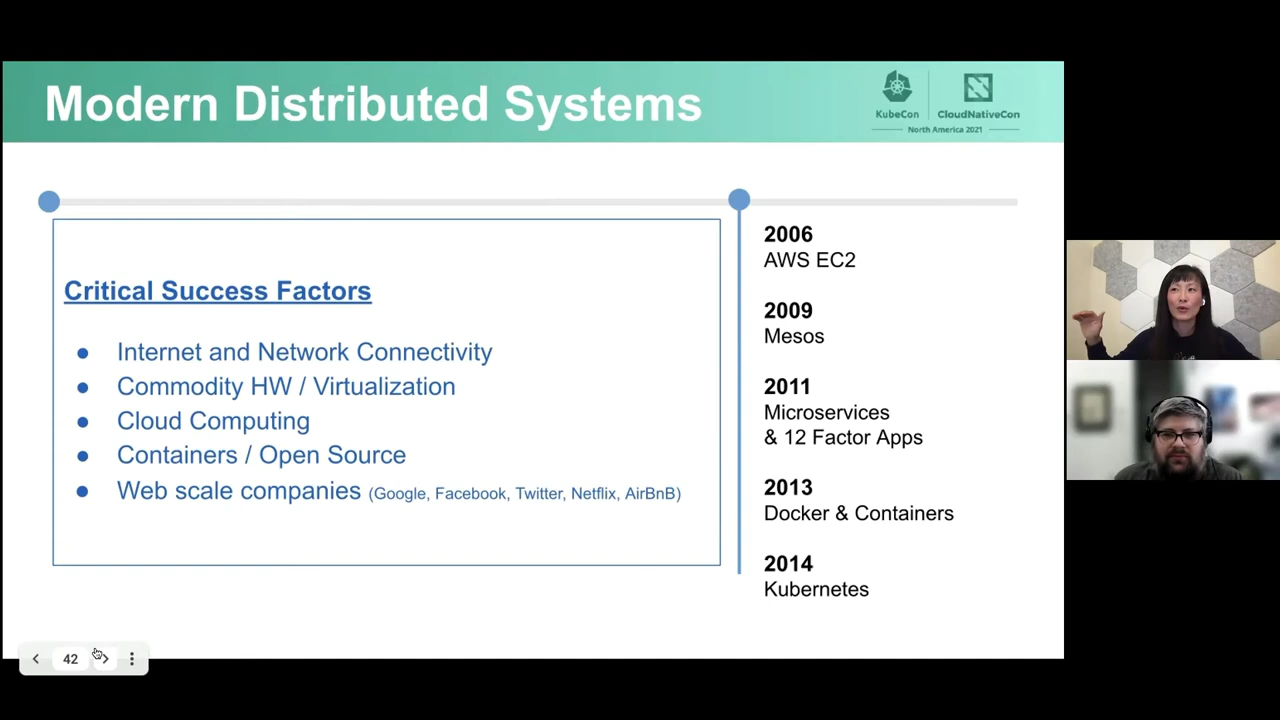 Modern Distributed Systems
KubeCon
CloudNativeCon
North America 2021
Critical Success Factors
● Internet and Network Connectivity
● Commodity HW / Virtualization
● Cloud Computing
● Containers / Open Source
● Web scale companies (Google, Facebook, Twitter, Netflix, AirBnB)
2006
AWS EC2
2009
Mesos
2011
Microservices
& 12 Factor Apps
2013
Docker & Containers
2014
Kubernetes
42